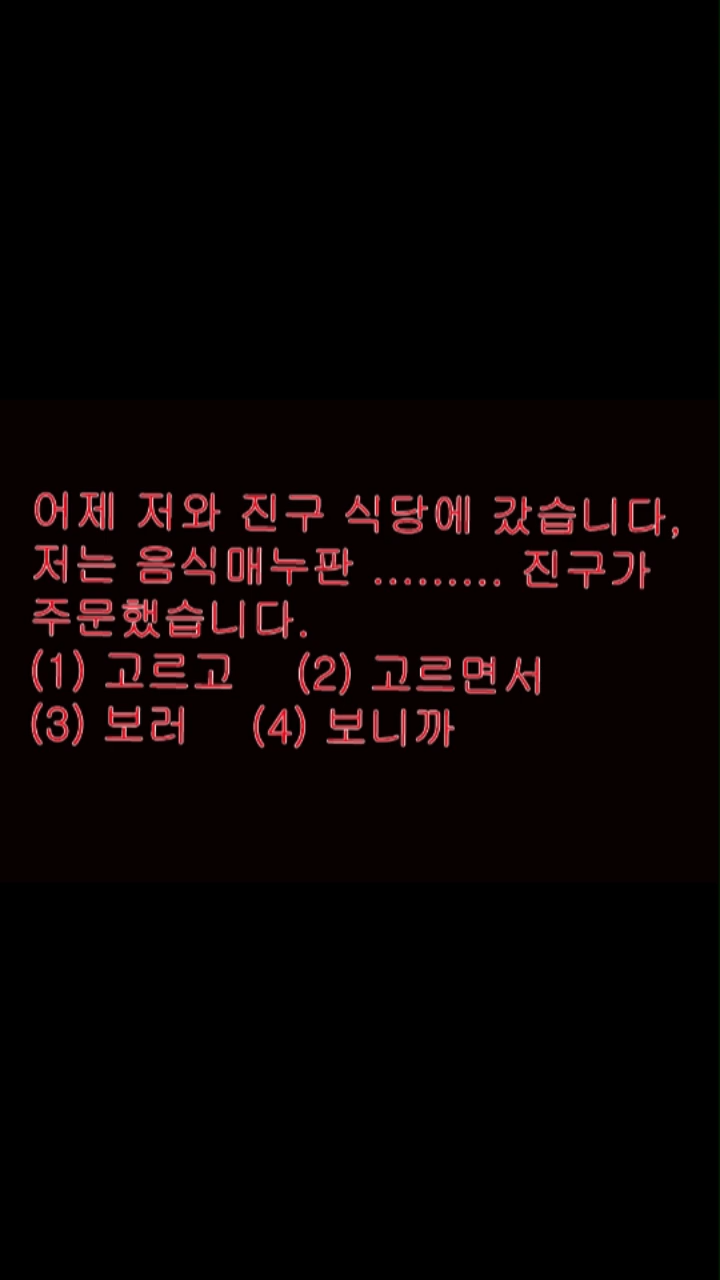 어제 저와 진구 식당에 갔습니다,
저는 음식매누판 ......... 진구가
주문했습니다.
(1) 고르고 (2) 고르면서
(3) 보러 (4) 보니까